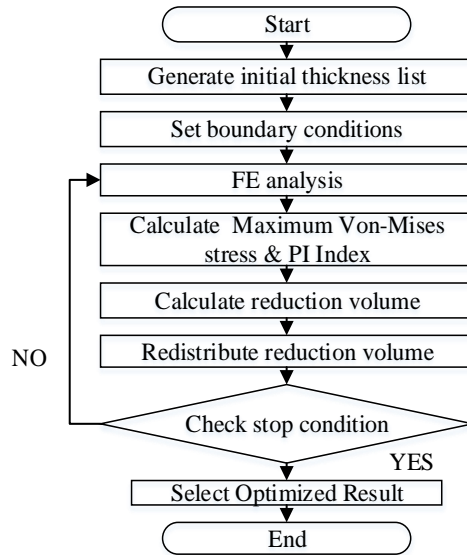 Start
Generate initial thickness list
Set boundary conditions
FE analysis
Calculate Maximum Von-Mises
stress & PI Index
Calculate reduction volume
Redistribute reduction volume
NO
Check stop condition
YES
Select Optimized Result
End